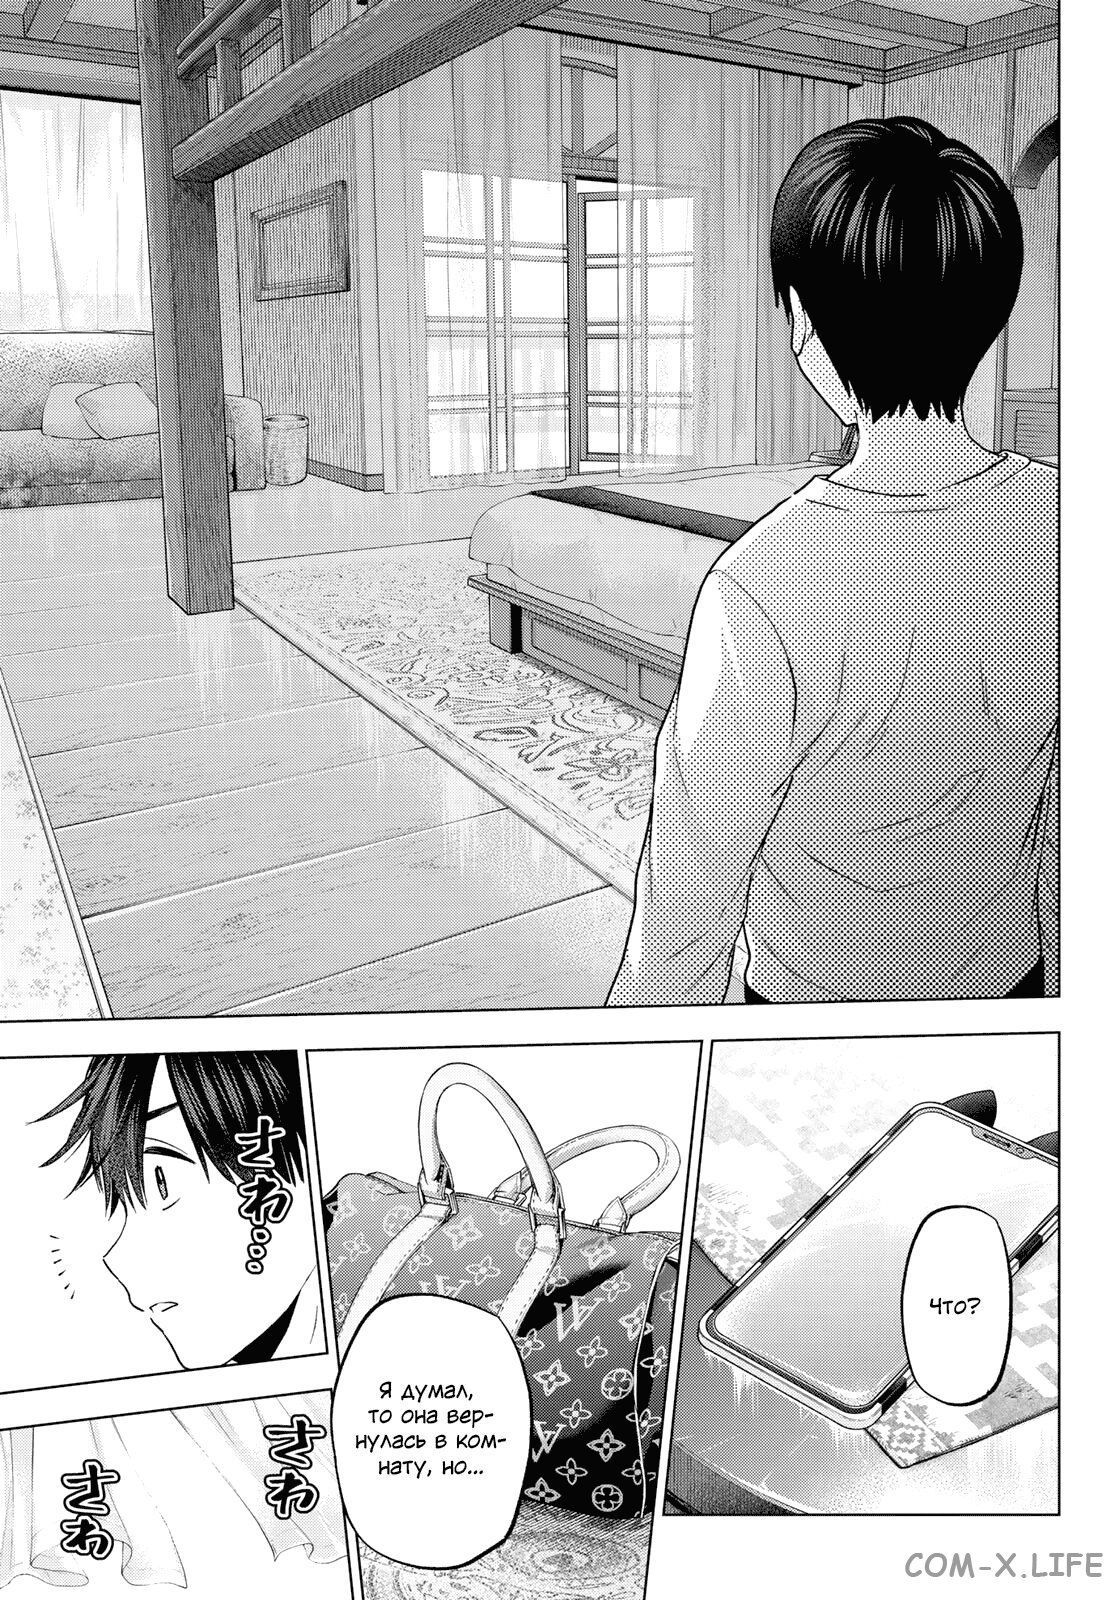 Что?
Я думал,
то она вер-
нулась в ком-
нату, но...
さわ...
さわ
さわ
COM-X.LIFE